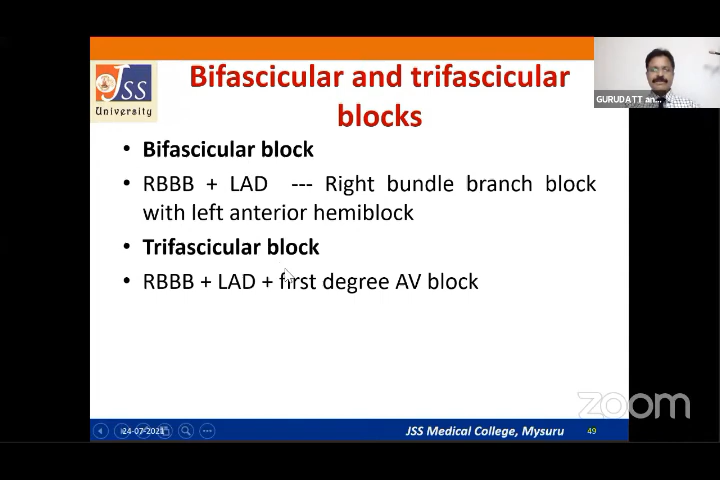 JSS
University
Bifascicular and trifascicular
blocks
GURUDATT an...
• Bifascicular block
• RBBB + LAD --- Right bundle branch block
with left anterior hemiblock
• Trifascicular block
• RBBB + LAD + first degree AV block
zoom
24-07-2021
JSS Medical College, Mysuru
49